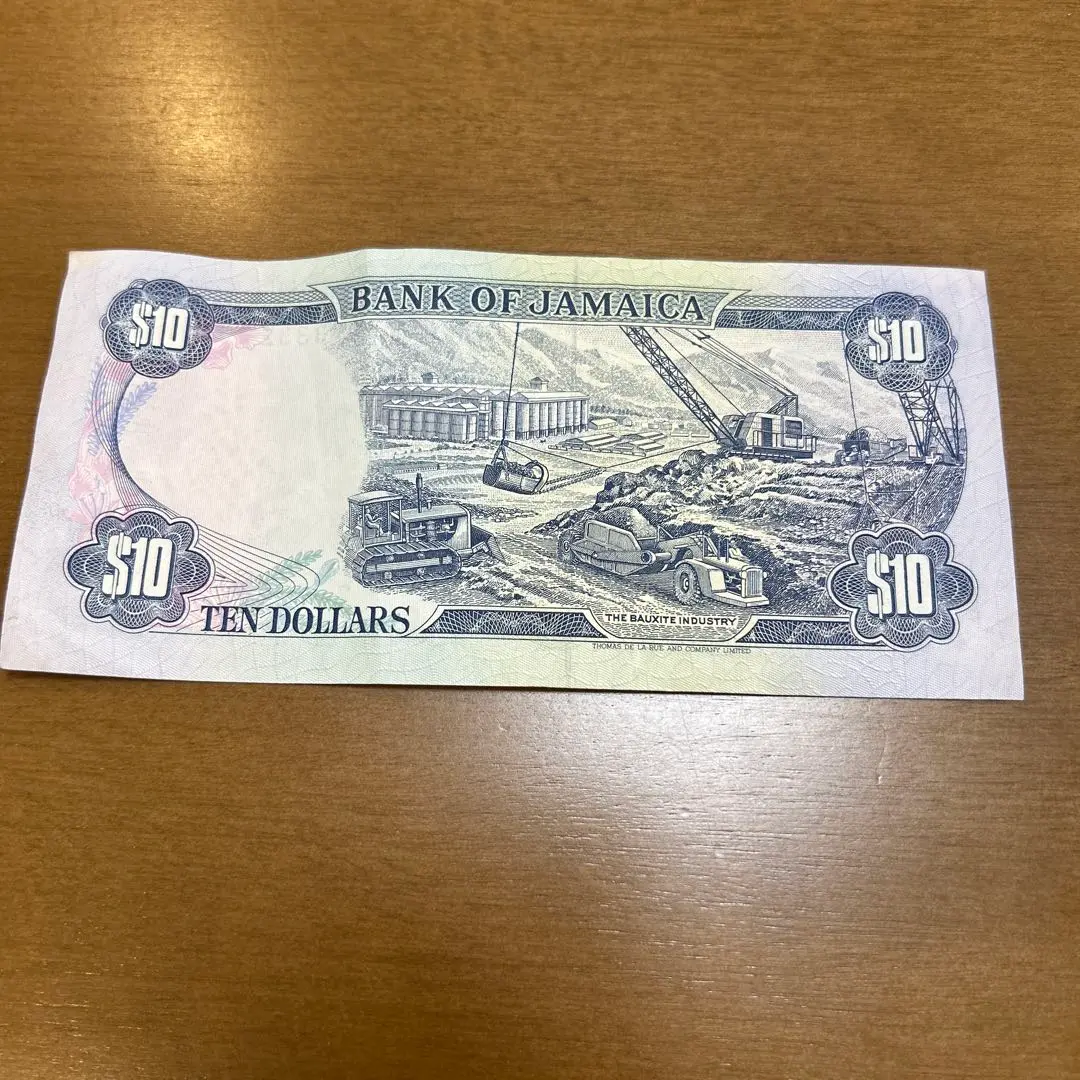 BANK OF JAMAICA
$10
$10
$10
$10
TEN DOLLARS
THE BAUXITE INDUSTRY
THOMAS DE LA RUE AND COMPANY LIMITED